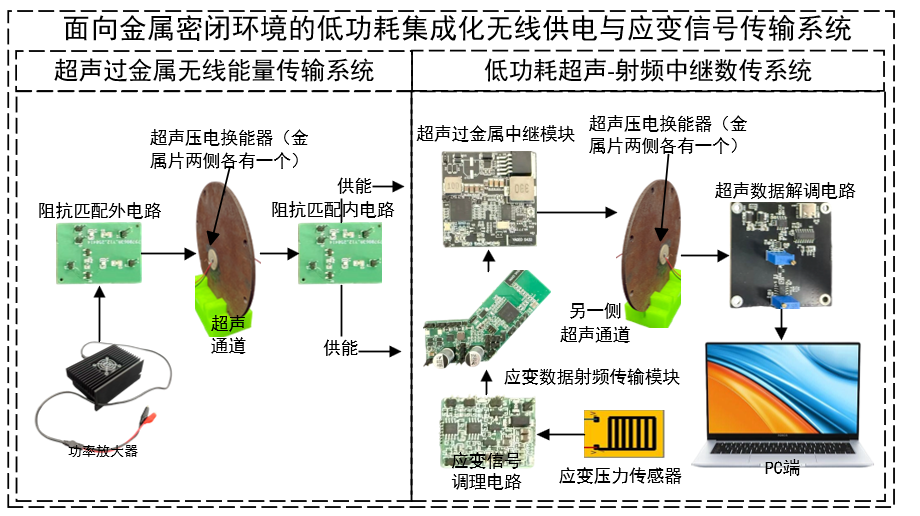 面向金属密闭环境的低功耗集成化无线供电与应变信号传输系统
超声过金属无线能量传输系统
低功耗超声-射频中继数传系统
超声压电换能器（金
属片两侧各有一个）
阻抗匹配外电路
供能
阻抗匹配内电路
超声
通道
供能
功率放大器
超声过金属中继模块
超声压电换能器（金
属片两侧各有一个）
超声数据解调电路
另一侧
超声通道
应变数据射频传输模块
应变信号
调理电路
应变压力传感器
PC端